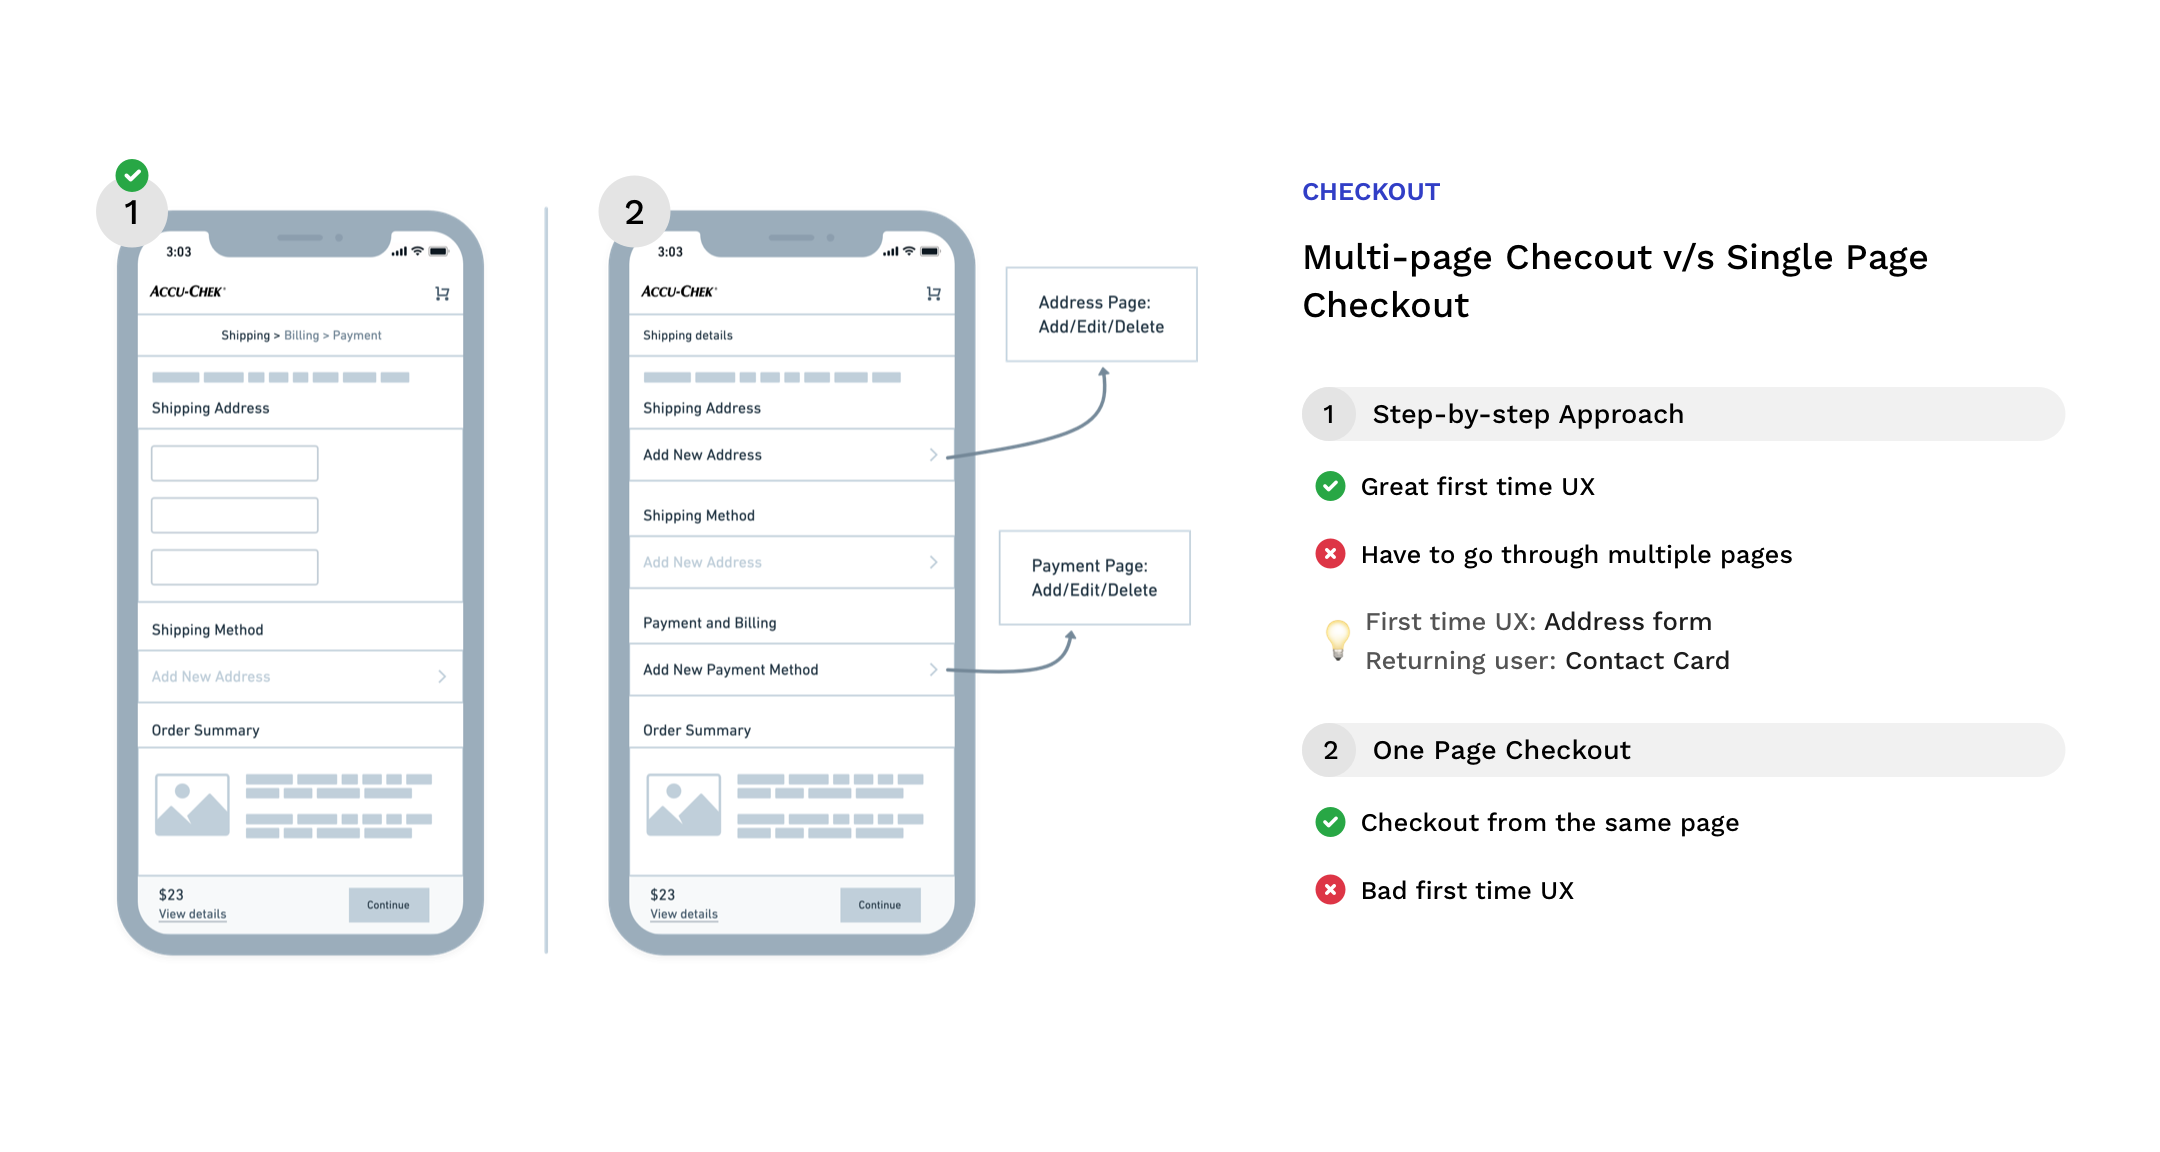 1
3:03
ACCU-CHEK
Shipping > Billing > Payment
Shipping Address
Shipping Method
Add New Address
Order Summary
$23
View details
Continue
2
3:03
ACCU-CHEK
Shipping details
Shipping Address
Add New Address
Shipping Method
Add New Address
Payment and Billing
Add New Payment Method
Order Summary
$23
View details
Continue
Address Page:
Add/Edit/Delete
Payment Page:
Add/Edit/Delete
CHECKOUT
Multi-page Checout v/s Single Page
Checkout
1 Step-by-step Approach
Great first time UX
Have to go through multiple pages
First time UX: Address form
Returning user: Contact Card
2 One Page Checkout
Checkout from the same page
Bad first time UX